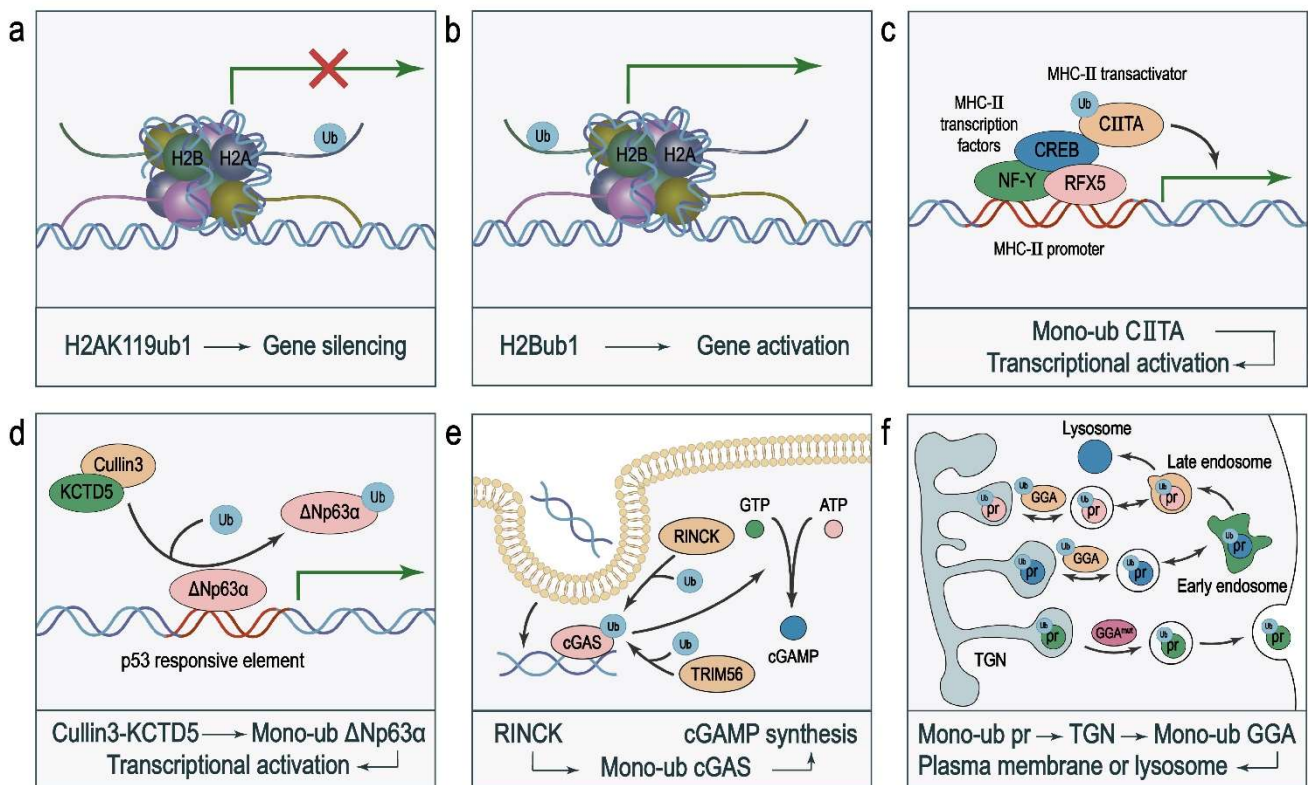 a
Ub
H2B
H2A
H2AK119ub1 → Gene silencing
b
Ub
H2B
H2A
H2Bub1 → Gene activation
c
MHC-II transactivator
Ub
CIITA
MHC-II
transcription
factors
CREB
NF-Y
RFX5
MHC-II promoter
Mono-ub CIITA
Transcriptional activation
d
Cullin3
KCTD5
Ub
Ub
ΔNp63α
ΔNp63α
p53 responsive element
Cullin3-KCTD5 → Mono-ub ΔNp63α
Transcriptional activation
e
GTP
ATP
RINCK
Ub
Ub
cGAS
Ub
TRIM56
cGAMP
RINCK
cGAMP synthesis
Mono-ub cGAS
f
Lysosome
Late endosome
Ub
pr
Ub
GGA
Ub
pr
Ub
pr
Ub
pr
Ub
GGA
Ub
pr
Ub
pr
Early endosome
Ub
pr
GGAmut
Ub
pr
Ub
pr
TGN
Mono-ub pr → TGN → Mono-ub GGA
Plasma membrane or lysosome